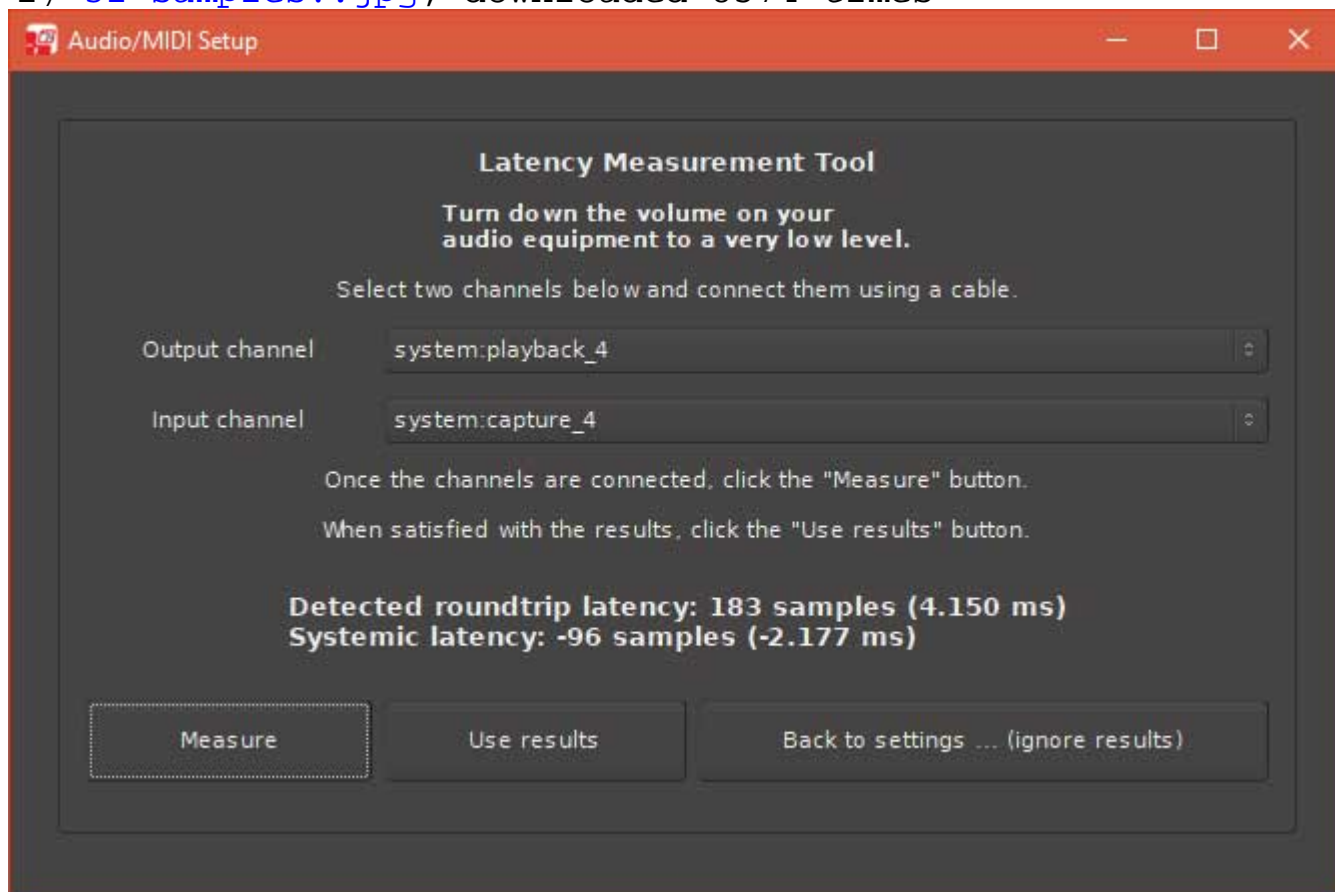 Audio/MIDI Setup
Latency Measurement Tool
Turn down the volume on your
audio equipment to a very low level.
Select two channels below and connect them using a cable.
Output channel system:playback_4
Input channel system:capture_4
Once the channels are connected, click the "Measure" button.
When satisfied with the results, click the "Use results" button.
Detected roundtrip latency: 183 samples (4.150 ms)
Systemic latency: -96 samples (-2.177 ms)
Measure Use results Back to settings ... (ignore results)